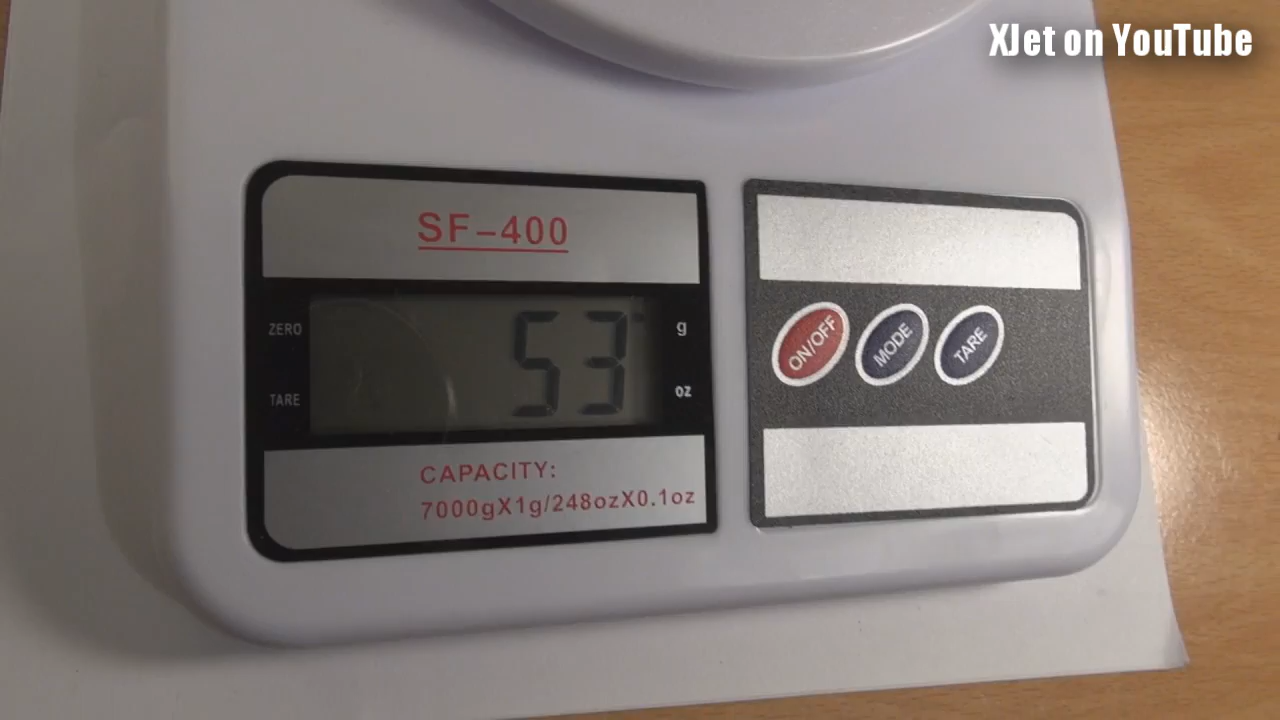 XJet on YouTube
SF-400
ZERO
TARE
53
g
oz
ON/OFF
MODE
TARE
CAPACITY:
7000gX1g/248ozX0.1oz